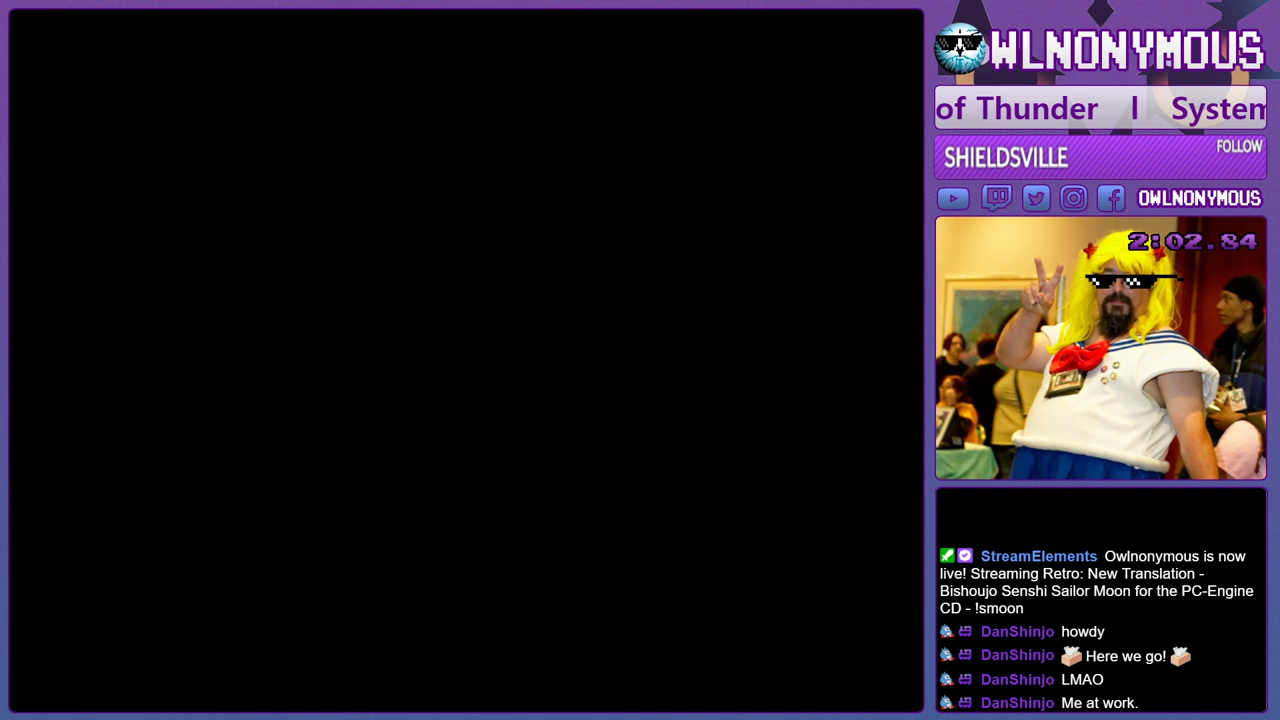 WLNONYMOUS
of Thunder | System
SHIELDSVILLE
FOLLOW
OWLNONYMOUS
2:02.84
StreamElements Owlnonymous is now
live! Streaming Retro: New Translation -
Bishoujo Senshi Sailor Moon for the PC-Engine
CD - !smoon
DanShinjo howdy
DanShinjo Here we go!
DanShinjo LMAO
DanShinjo Me at work.